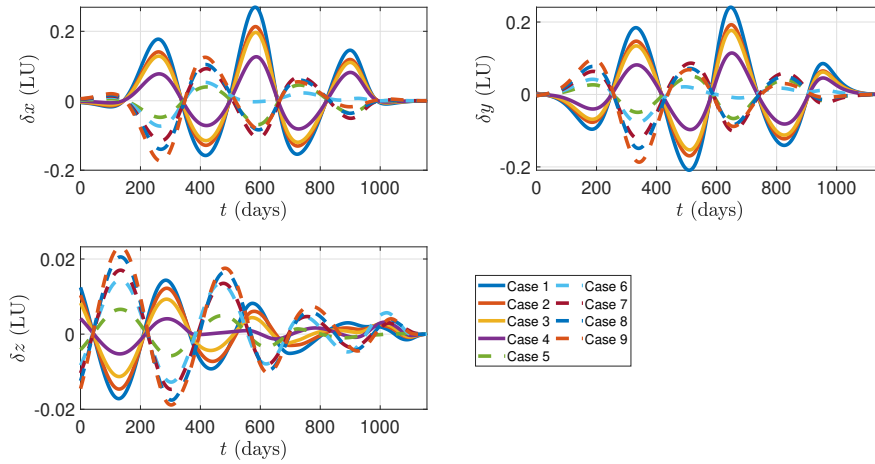 0.2
0
-0.2
δx (LU)
0 200 400 600 800 1000
t (days)
0.2
0
-0.2
δy (LU)
0 200 400 600 800 1000
t (days)
0.02
0
-0.02
δz (LU)
0 200 400 600 800 1000
t (days)
Case 1 Case 6
Case 2 Case 7
Case 3 Case 8
Case 4 Case 9
Case 5